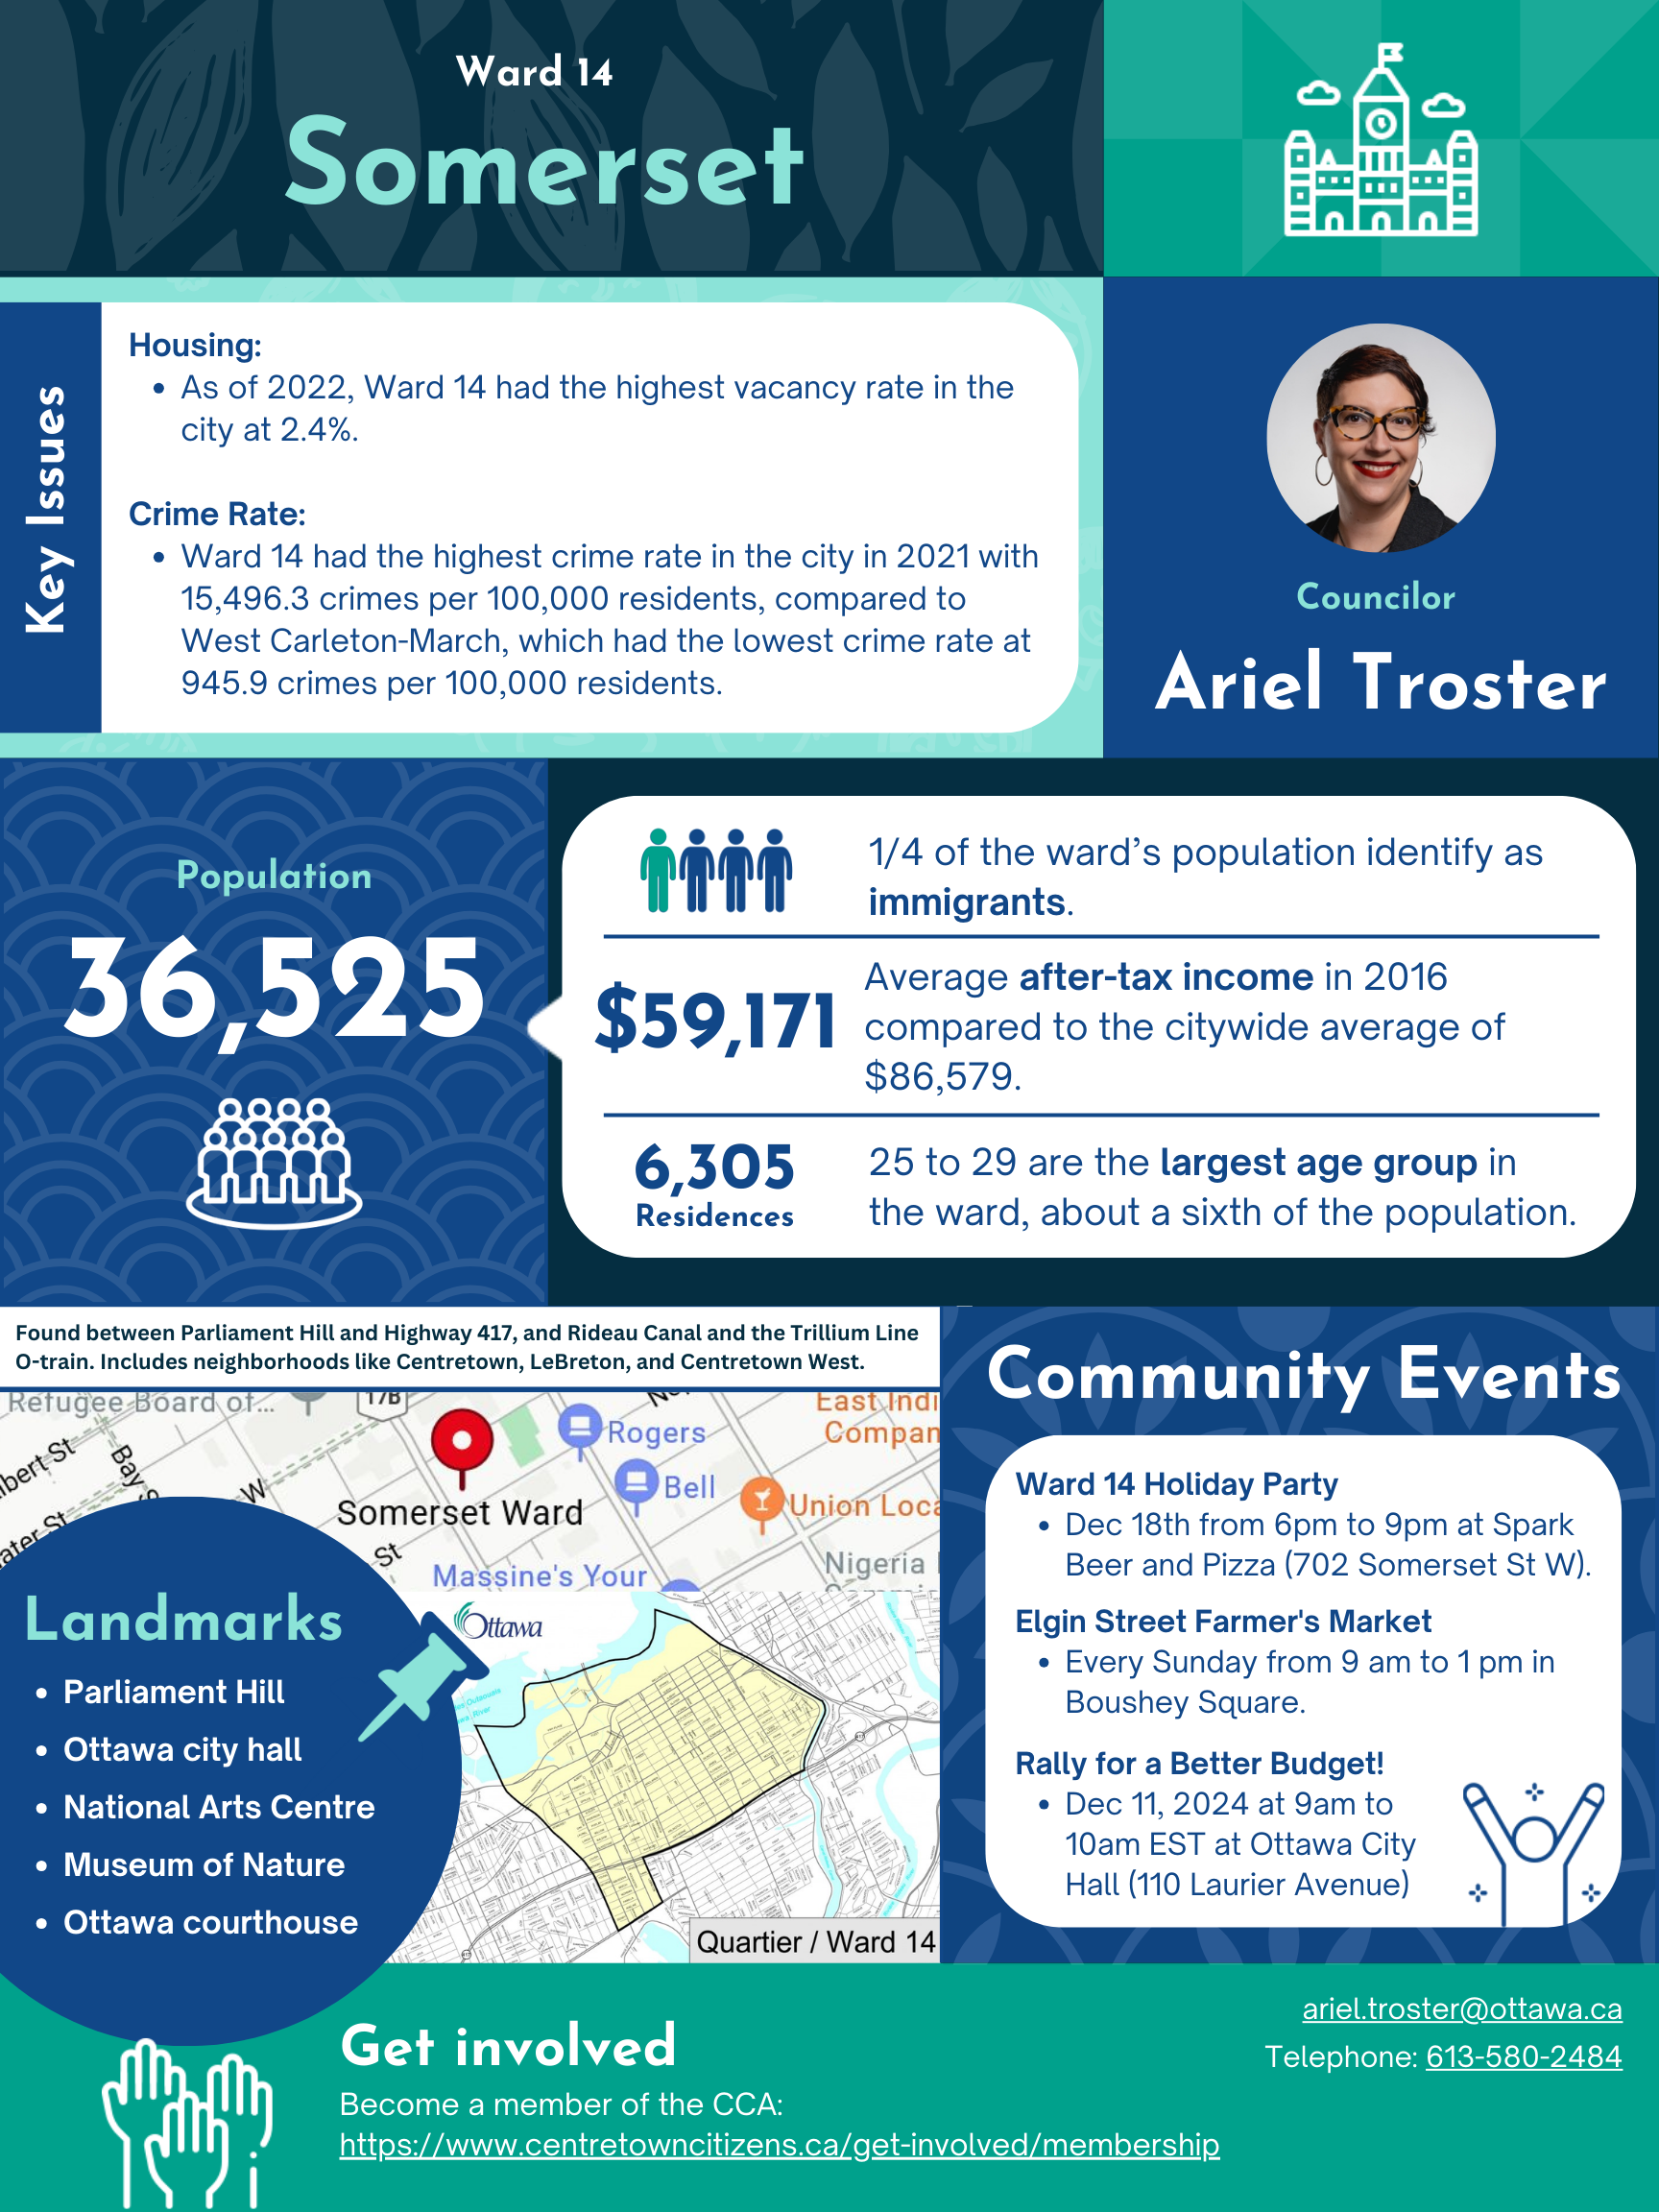 Ward 14
Somerset
Key Issues
Housing:
• As of 2022, Ward 14 had the highest vacancy rate in the
city at 2.4%.
Crime Rate:
• Ward 14 had the highest crime rate in the city in 2021 with
15,496.3 crimes per 100,000 residents, compared to
West Carleton-March, which had the lowest crime rate at
945.9 crimes per 100,000 residents.
Councilor
Ariel Troster
Population
36,525
1/4 of the ward’s population identify as
immigrants.
$59,171
Average after-tax income in 2016
compared to the citywide average of
$86,579.
6,305
Residences
25 to 29 are the largest age group in
the ward, about a sixth of the population.
Found between Parliament Hill and Highway 417, and Rideau Canal and the Trillium Line
O-train. Includes neighborhoods like Centretown, LeBreton, and Centretown West.
Refugee Board of...
17B
East Indi
Compan
Rogers
Bell
Union Loca
Somerset Ward
lbert St
Bay S
W
ater St
St
Massine's Your
Nigeria
Ottawa
Quartier / Ward 14
Landmarks
• Parliament Hill
• Ottawa city hall
• National Arts Centre
• Museum of Nature
• Ottawa courthouse
Community Events
Ward 14 Holiday Party
• Dec 18th from 6pm to 9pm at Spark
Beer and Pizza (702 Somerset St W).
Elgin Street Farmer's Market
• Every Sunday from 9 am to 1 pm in
Boushey Square.
Rally for a Better Budget!
• Dec 11, 2024 at 9am to
10am EST at Ottawa City
Hall (110 Laurier Avenue)
Get involved
Become a member of the CCA:
https://www.centretowncitizens.ca/get-involved/membership
ariel.troster@ottawa.ca
Telephone: 613-580-2484